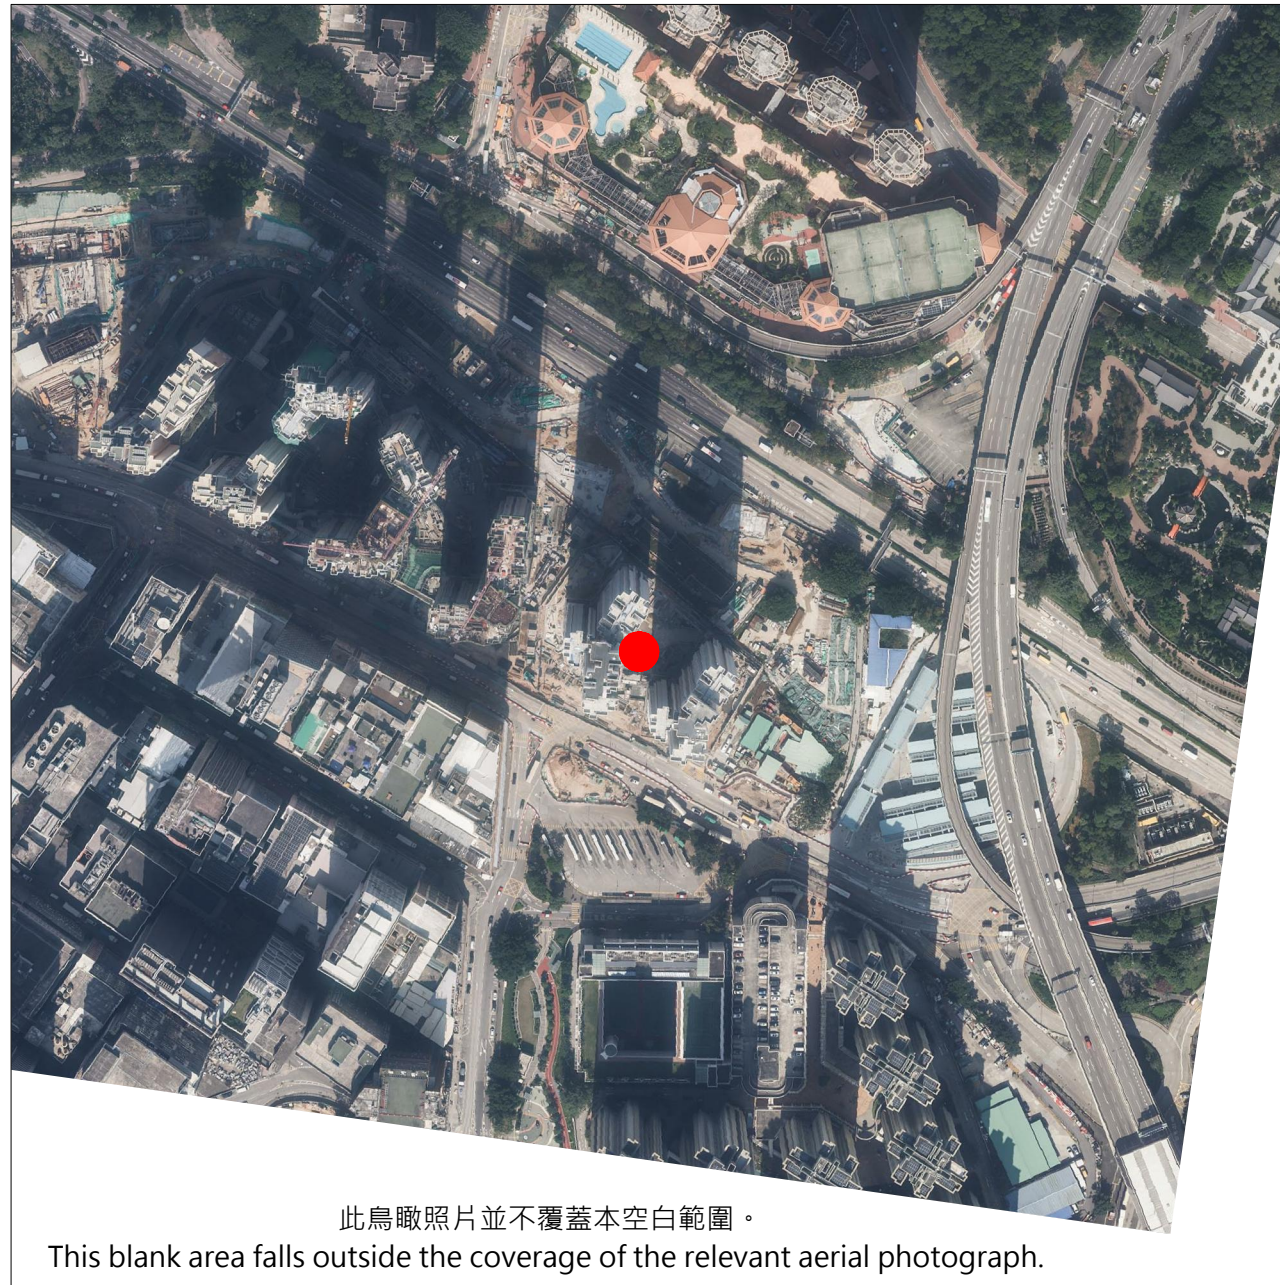 此鳥瞰照片並不覆蓋本空白範圍。
This blank area falls outside the coverage of the relevant aerial photograph.